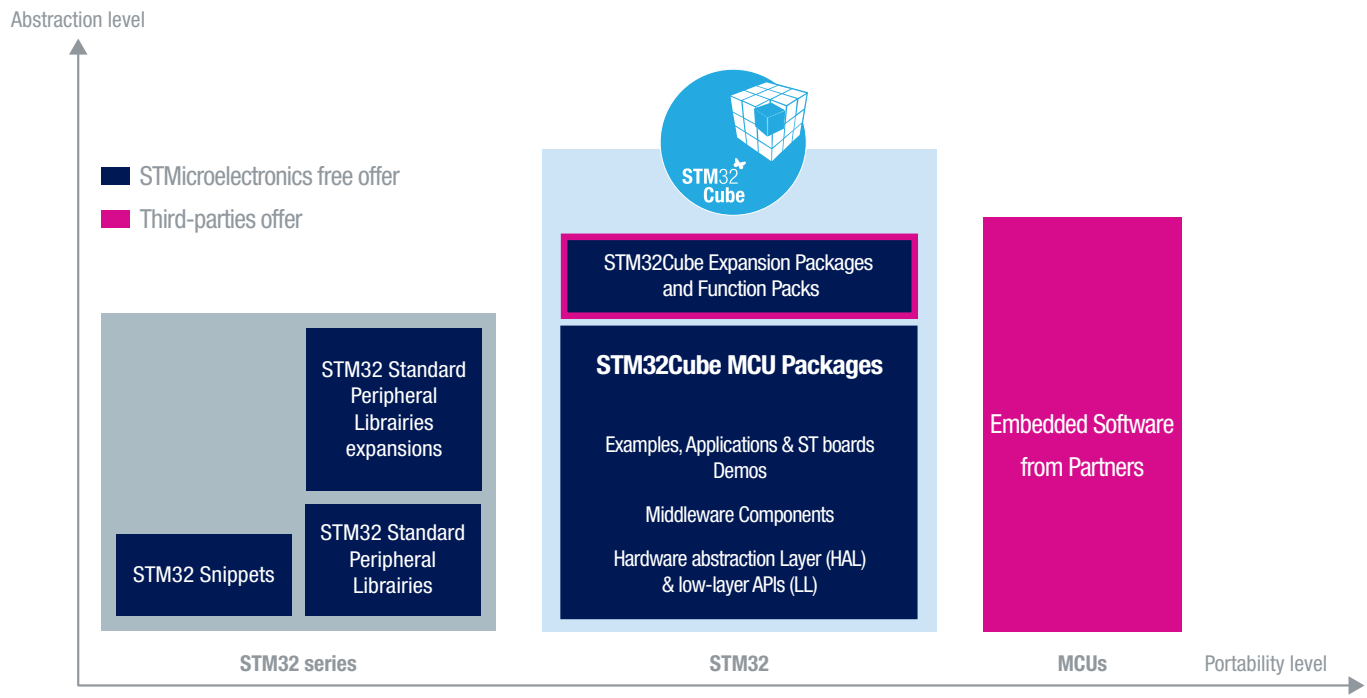 Abstraction level
STM32
Cube
STMicroelectronics free offer
Third-parties offer
STM32Cube Expansion Packages
and Function Packs
STM32 Standard
Peripheral
Librairies
expansions
STM32Cube MCU Packages
Examples, Applications & ST boards
Demos
Middleware Components
Hardware abstraction Layer (HAL)
& low-layer APIs (LL)
Embedded Software
from Partners
STM32 Snippets
STM32 Standard
Peripheral
Librairies
STM32 series
STM32
MCUs
Portability level